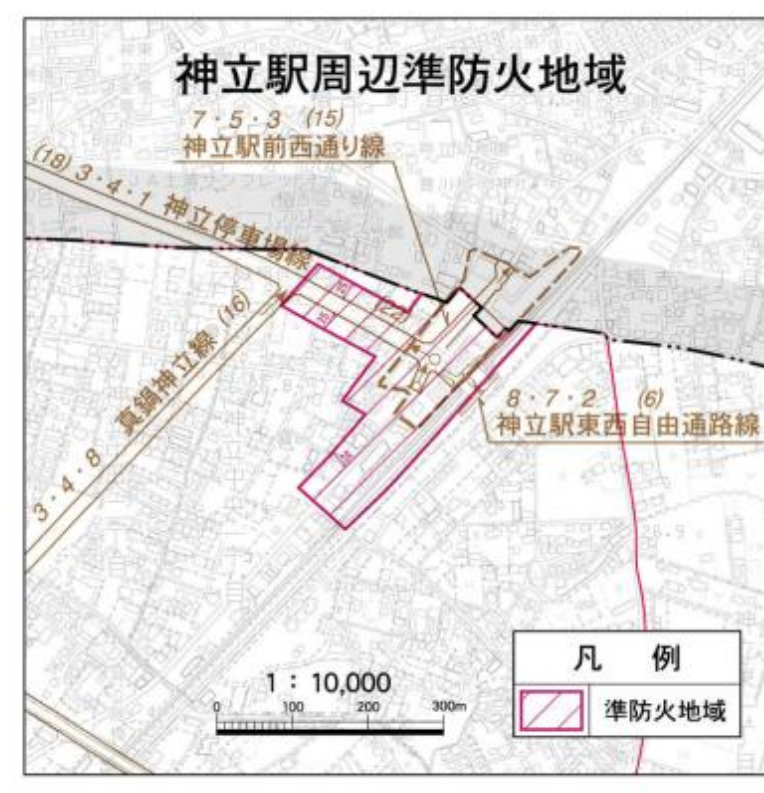 神立駅周辺準防火地域
7・5・3 (15)
神立駅前西通り線
(18) 3・4・1 神立停車場線
(22)
3・4・8 真鍋神立線 (16)
8・7・2 (6)
神立駅東西自由通路線
1：10,000
0 100 200 300m
凡 例
準防火地域